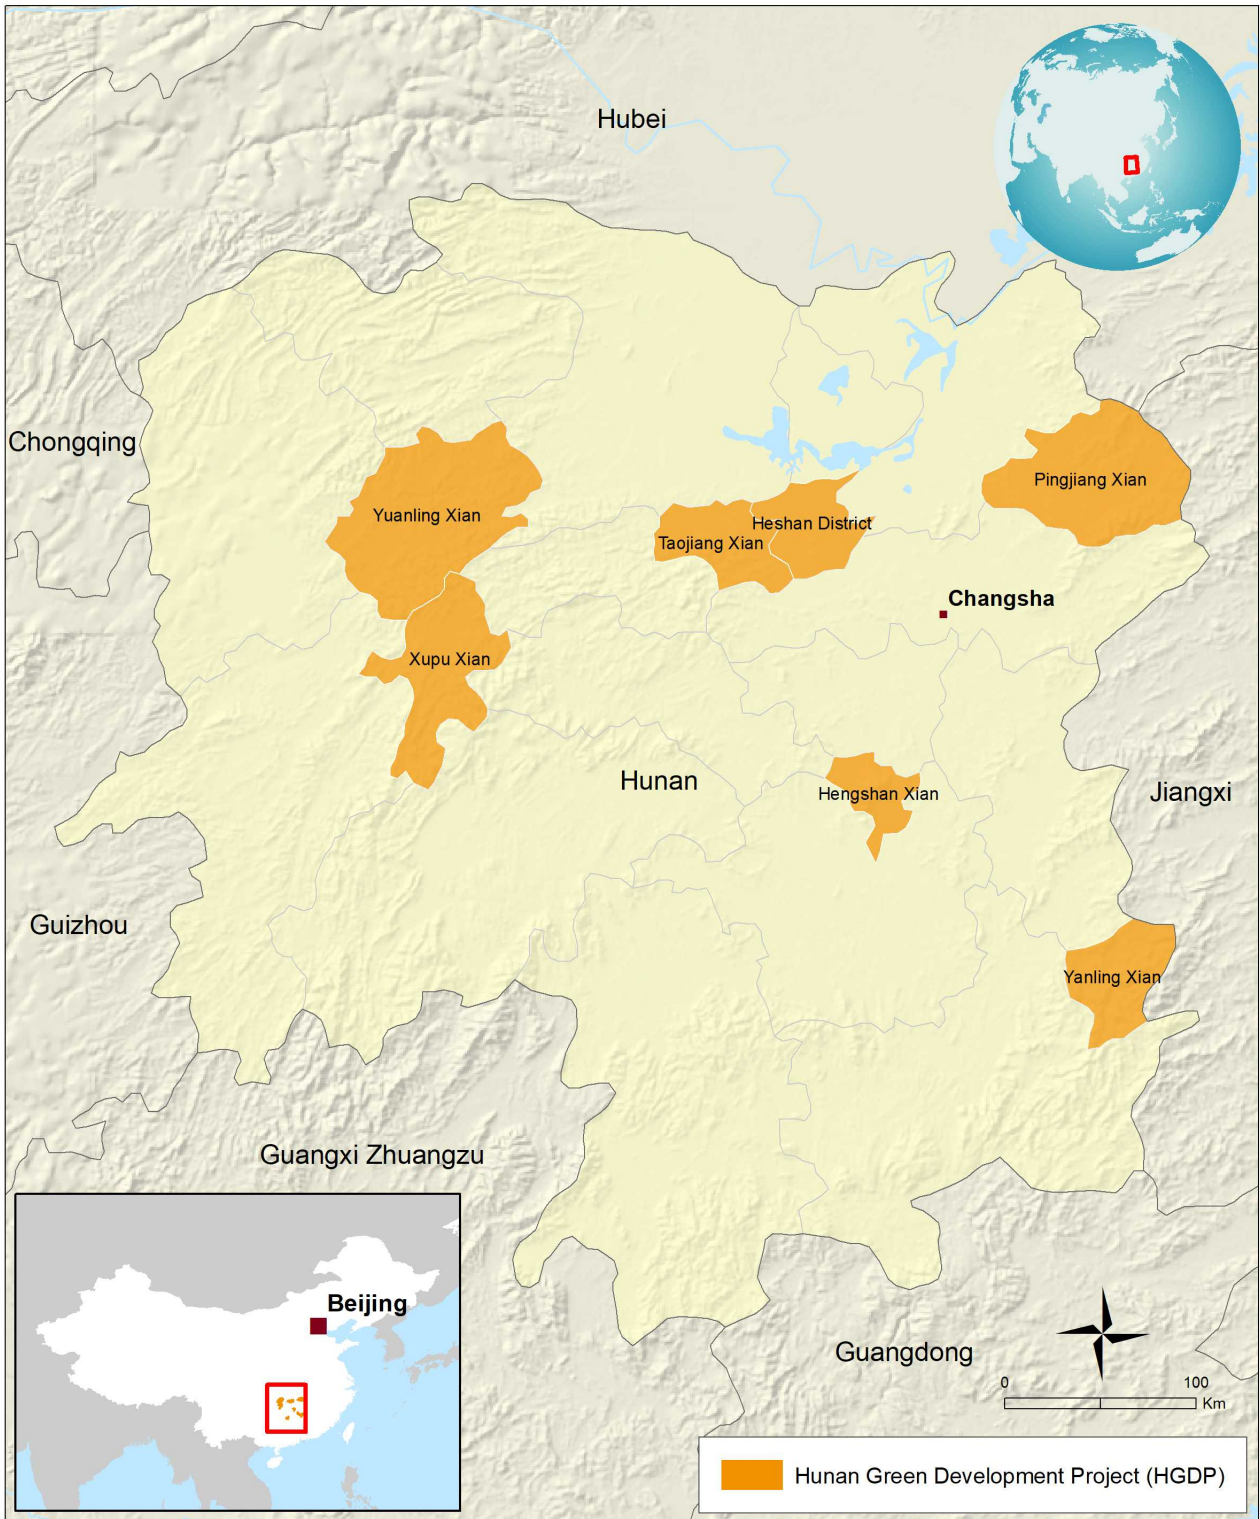 Hubei
Chongqing
Pingjiang Xian
Yuanling Xian
Heshan District
Taojiang Xian
Changsha
Xupu Xian
Hunan
Hengshan Xian
Jiangxi
Guizhou
Yanling Xian
Guangxi Zhuangzu
Beijing
Guangdong
0 100
Km
Hunan Green Development Project (HGDP)